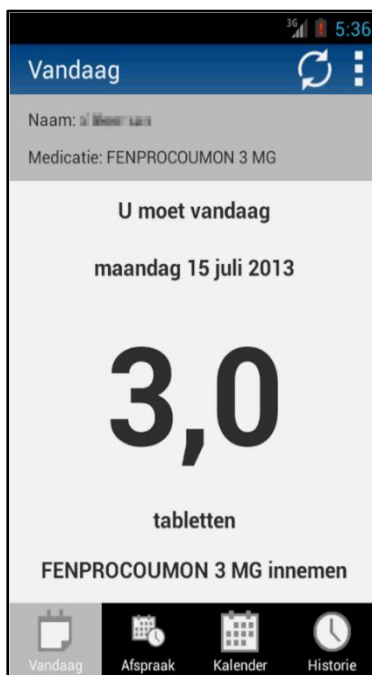 3G 5:36
Vandaag
Naam:
Medicatie: FENPROCOUMON 3 MG
U moet vandaag
maandag 15 juli 2013
3,0
tabletten
FENPROCOUMON 3 MG innemen
Vandaag Afspraak Kalender Historie